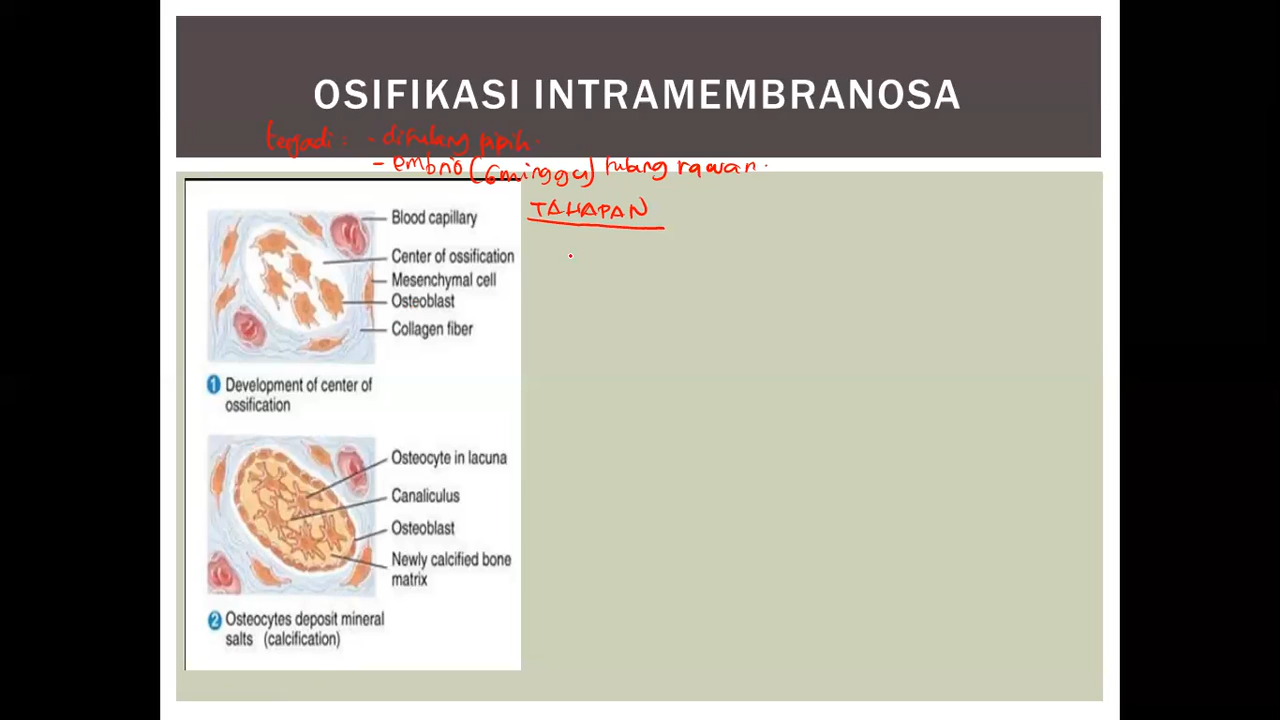 OSIFIKASI INTRAMEMBRANOSA
terjadi: - ditulang pipih.
- embrio (6 minggu) tulang rawan.
TAHAPAN
Blood capillary
Center of ossification
Mesenchymal cell
Osteoblast
Collagen fiber
1 Development of center of
ossification
Osteocyte in lacuna
Canaliculus
Osteoblast
Newly calcified bone
matrix
2 Osteocytes deposit mineral
salts (calcification)